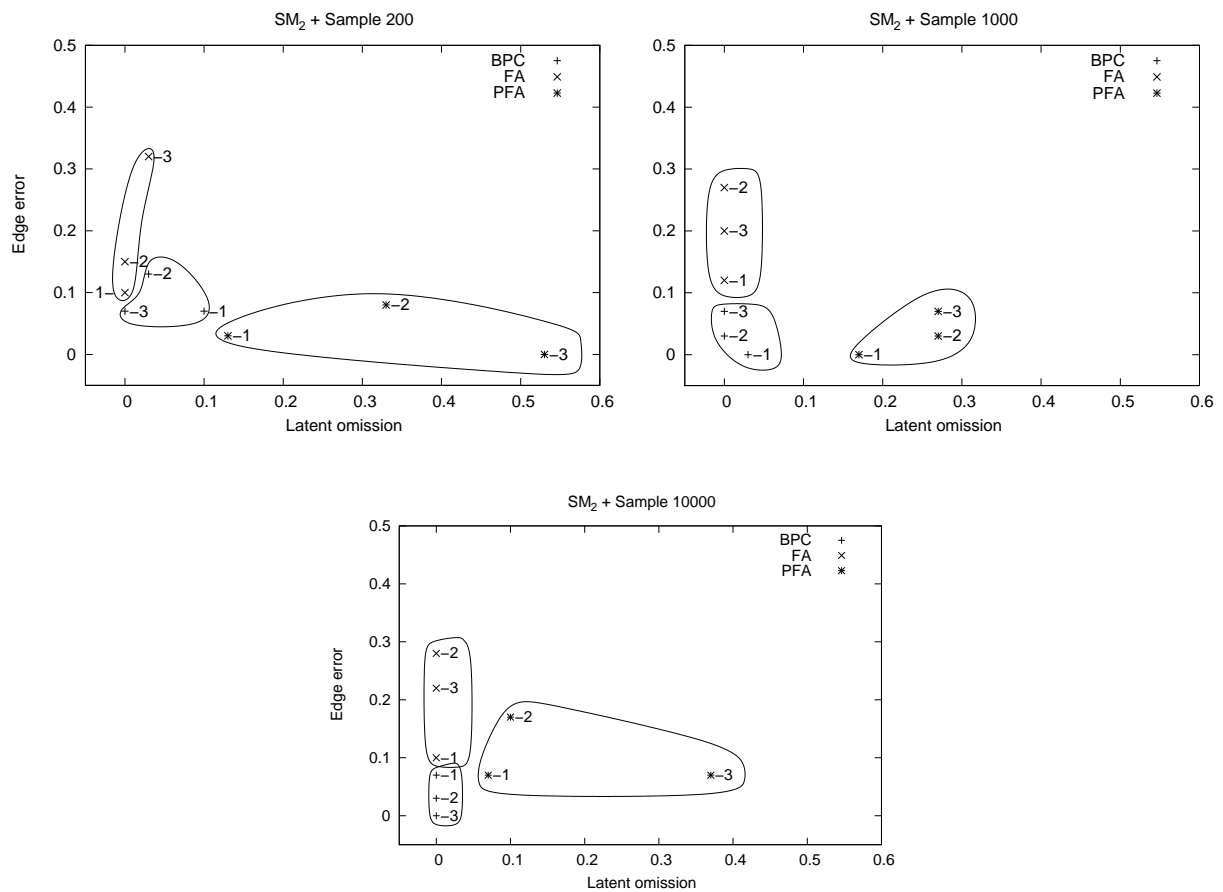 SM2 + Sample 200
0.5
0.4
0.3
0.2
0.1
0
Edge error
BPC
FA
PFA
–3
–2
1–
–2
–3
–1
–1
–2
–3
0 0.1 0.2 0.3 0.4 0.5 0.6
Latent omission
SM2 + Sample 1000
0.5
0.4
0.3
0.2
0.1
0
BPC
FA
PFA
–2
–3
–1
–3
–2
–1
–3
–2
–1
0 0.1 0.2 0.3 0.4 0.5 0.6
Latent omission
SM2 + Sample 10000
0.5
0.4
0.3
0.2
0.1
0
Edge error
BPC
FA
PFA
–2
–3
–1
–1
–2
–3
–2
–1
–3
0 0.1 0.2 0.3 0.4 0.5 0.6
Latent omission